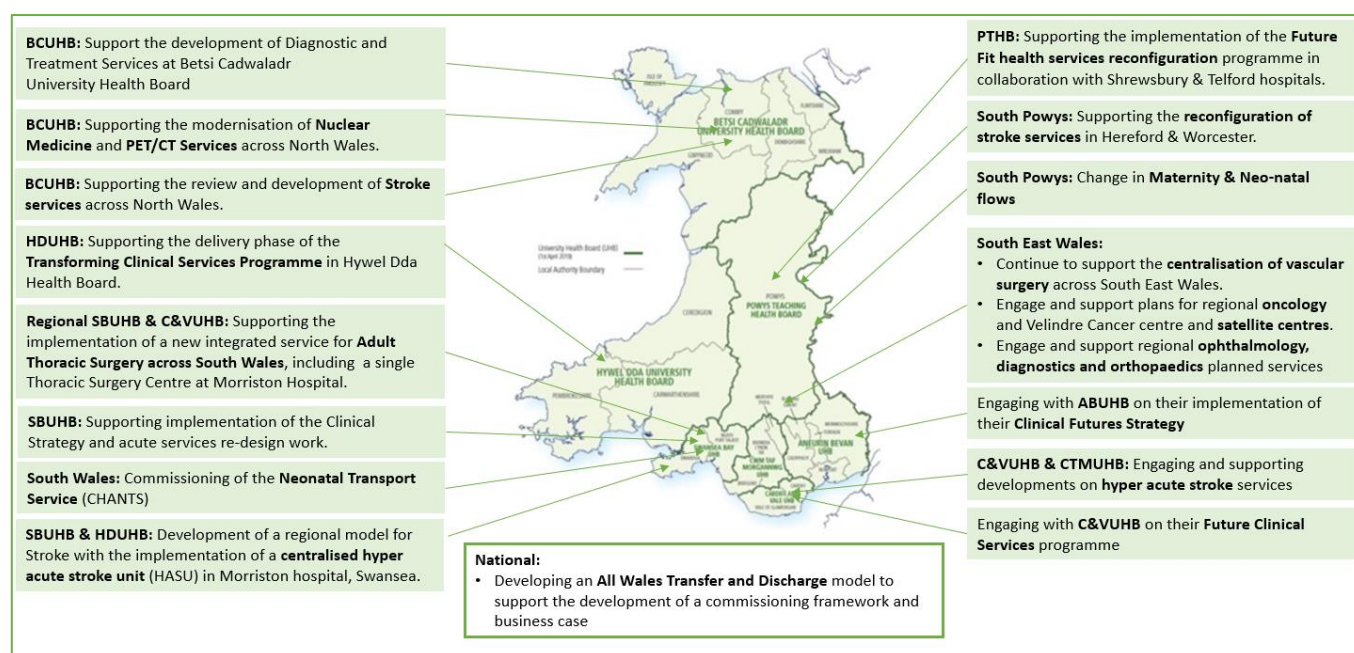 BCUHB: Support the development of Diagnostic and
Treatment Services at Betsi Cadwaladr
University Health Board
BCUHB: Supporting the modernisation of Nuclear
Medicine and PET/CT Services across North Wales.
BCUHB: Supporting the review and development of Stroke
services across North Wales.
HDUHB: Supporting the delivery phase of the
Transforming Clinical Services Programme in Hywel Dda
Health Board.
Regional SBUHB & C&VUHB: Supporting the
implementation of a new integrated service for Adult
Thoracic Surgery across South Wales, including a single
Thoracic Surgery Centre at Morriston Hospital.
SBUHB: Supporting implementation of the Clinical
Strategy and acute services re-design work.
South Wales: Commissioning of the Neonatal Transport
Service (CHANTS)
SBUHB & HDUHB: Development of a regional model for
Stroke with the implementation of a centralised hyper
acute stroke unit (HASU) in Morriston hospital, Swansea.
ISLE OF
ANGLESEY
CONWY
FLINTSHIRE
BETSI CADWALADR
UNIVERSITY HEALTH BOARD
DENBIGHSHIRE
WREXHAM
GWYNEDD
University Health Board (UHB)
(1st April 2019)
Local Authority Boundary
POWYS
POWYS TEACHING
HEALTH BOARD
CEREDIGION
HYWEL DDA UNIVERSITY
HEALTH BOARD
PEMBROKESHIRE
CARMARTHENSHIRE
SWANSEA BAY
UHB
SWANSEA
CWM TAF
MORGANNWG
UHB
ANEURIN BEVAN
UHB
MONMOUTHSHIRE
CARDIFF AND
VALE UHB
VALE OF GLAMORGAN
National:
• Developing an All Wales Transfer and Discharge model to
support the development of a commissioning framework and
business case
PTHB: Supporting the implementation of the Future
Fit health services reconfiguration programme in
collaboration with Shrewsbury & Telford hospitals.
South Powys: Supporting the reconfiguration of
stroke services in Hereford & Worcester.
South Powys: Change in Maternity & Neo-natal
flows
South East Wales:
• Continue to support the centralisation of vascular
surgery across South East Wales.
• Engage and support plans for regional oncology
and Velindre Cancer centre and satellite centres.
• Engage and support regional ophthalmology,
diagnostics and orthopaedics planned services
Engaging with ABUHB on their implementation of
their Clinical Futures Strategy
C&VUHB & CTMUHB: Engaging and supporting
developments on hyper acute stroke services
Engaging with C&VUHB on their Future Clinical
Services programme